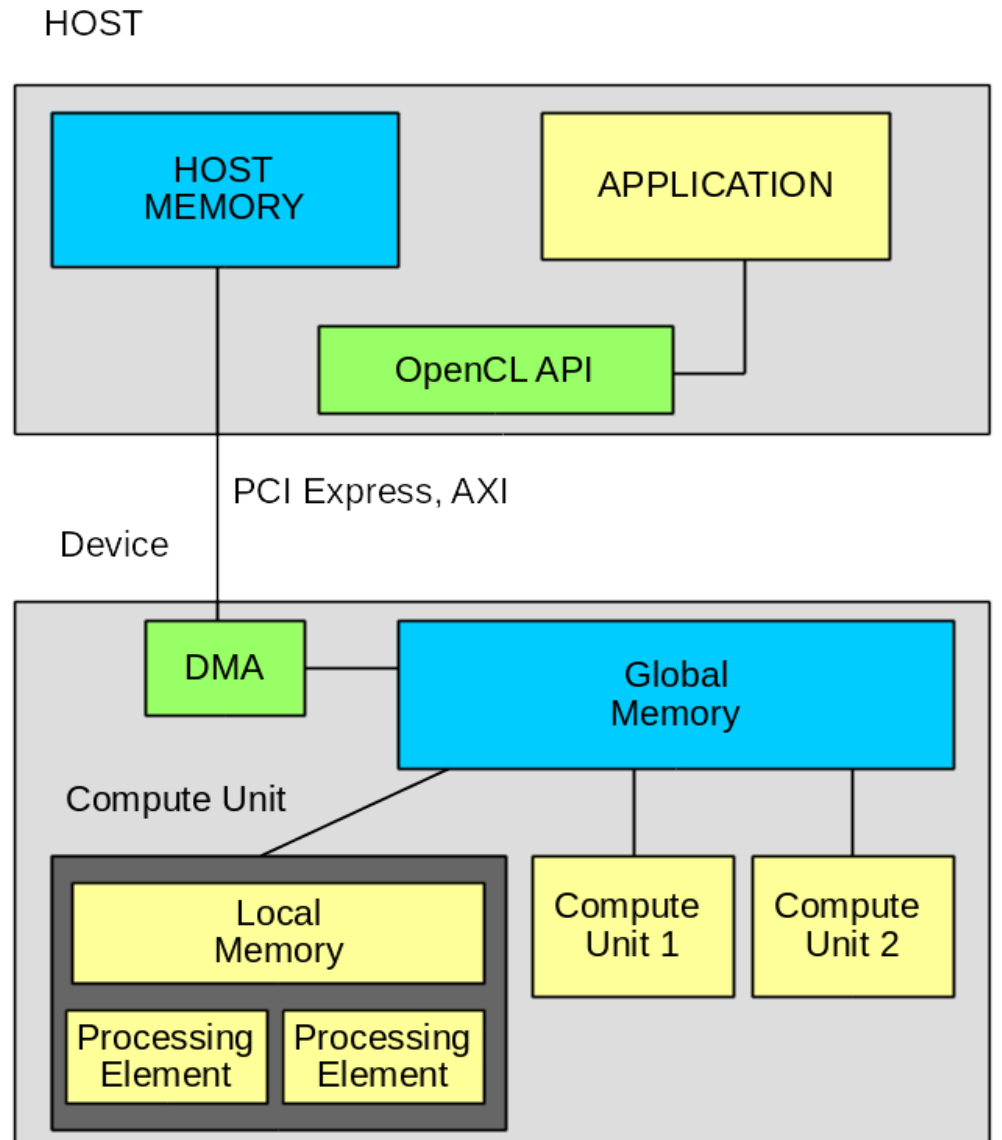 HOST
HOST
MEMORY
APPLICATION
OpenCL API
PCI Express, AXI
Device
DMA
Global
Memory
Compute Unit
Local
Memory
Compute
Unit 1
Compute
Unit 2
Processing
Element
Processing
Element